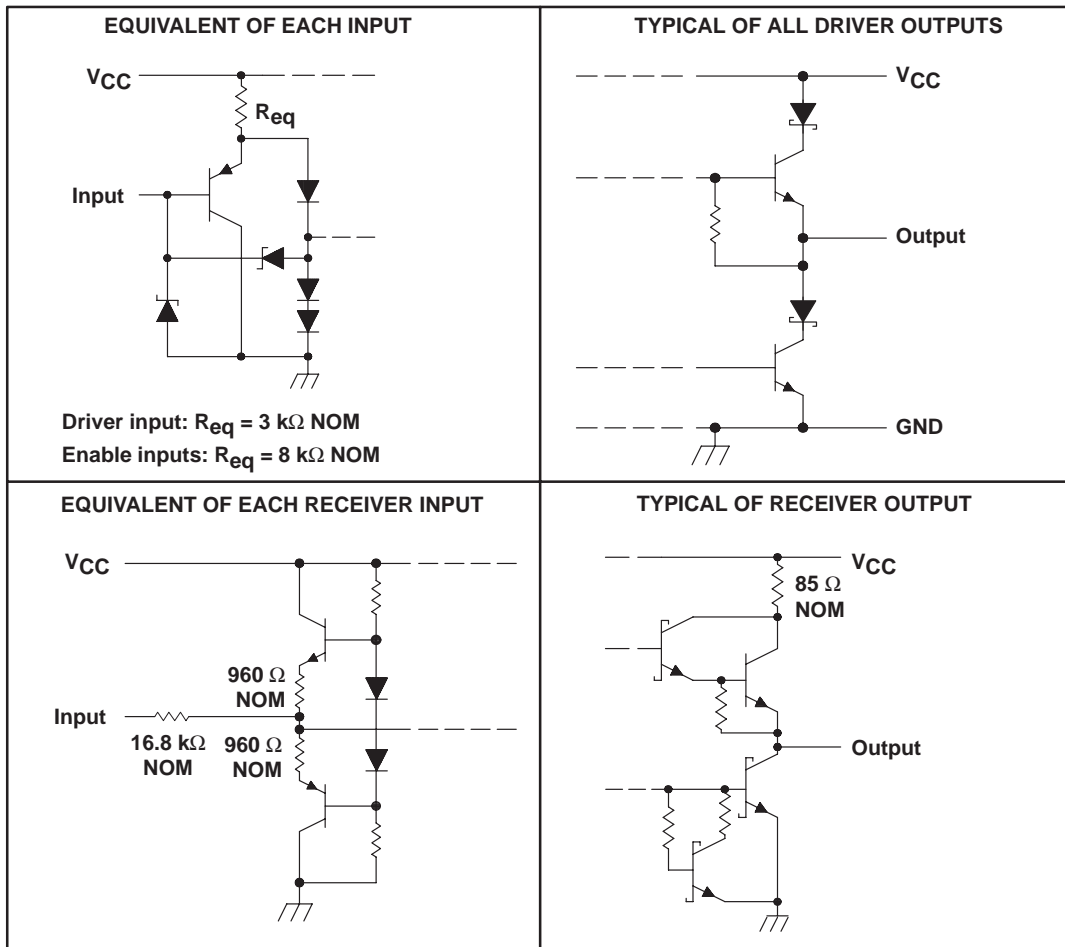 EQUIVALENT OF EACH INPUT
VCC
Req
Input
Driver input: Req = 3 kΩ NOM
Enable inputs: Req = 8 kΩ NOM
TYPICAL OF ALL DRIVER OUTPUTS
VCC
Output
GND
EQUIVALENT OF EACH RECEIVER INPUT
VCC
960 Ω
NOM
Input
16.8 kΩ
NOM
960 Ω
NOM
TYPICAL OF RECEIVER OUTPUT
VCC
85 Ω
NOM
Output